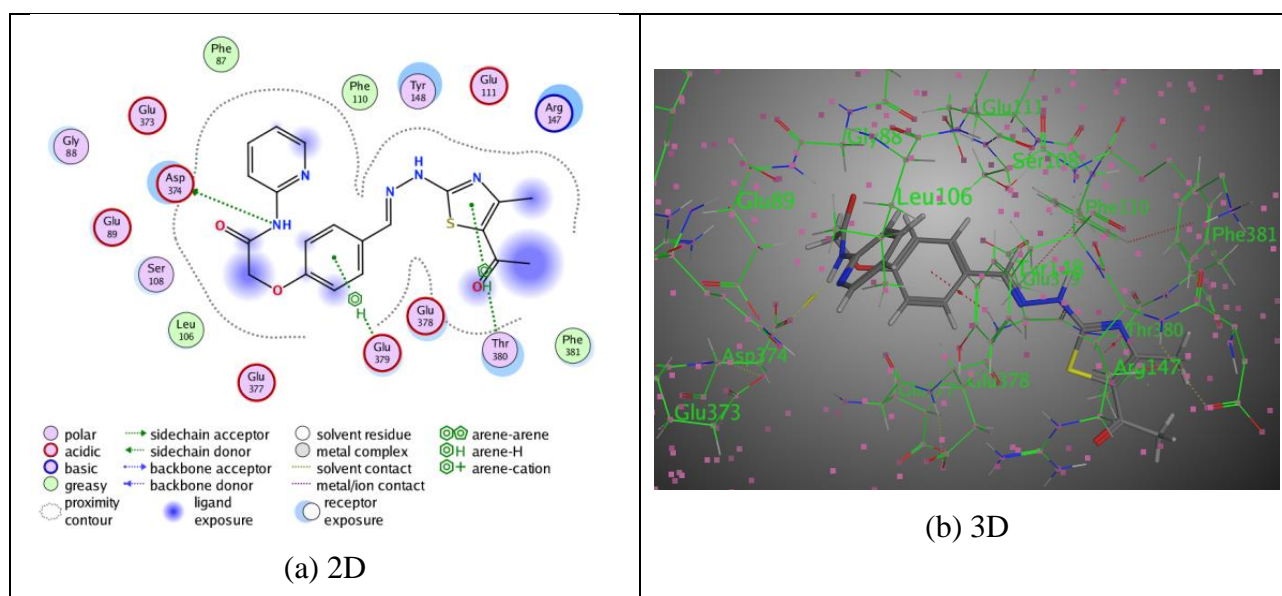 Phe
87
Glu
373
Phe
110
Tyr
148
Glu
111
Arg
147
Gly
88
Asp
374
Glu
89
Ser
108
Leu
106
Glu
377
Glu
379
Glu
378
Thr
380
Phe
381
N
NH
O
O
N
H
N
N
S
O
H
H
polar
acidic
basic
greasy
proximity
contour
sidechain acceptor
sidechain donor
backbone acceptor
backbone donor
ligand
exposure
solvent residue
metal complex
solvent contact
metal/ion contact
receptor
exposure
arene-arene
H arene-H
+ arene-cation
(a) 2D
Glu111
Gly88
Ser108
Glu89
Leu106
Phe110
Phe381
Thr380
Asp374
Arg147
Glu378
Glu373
(b) 3D